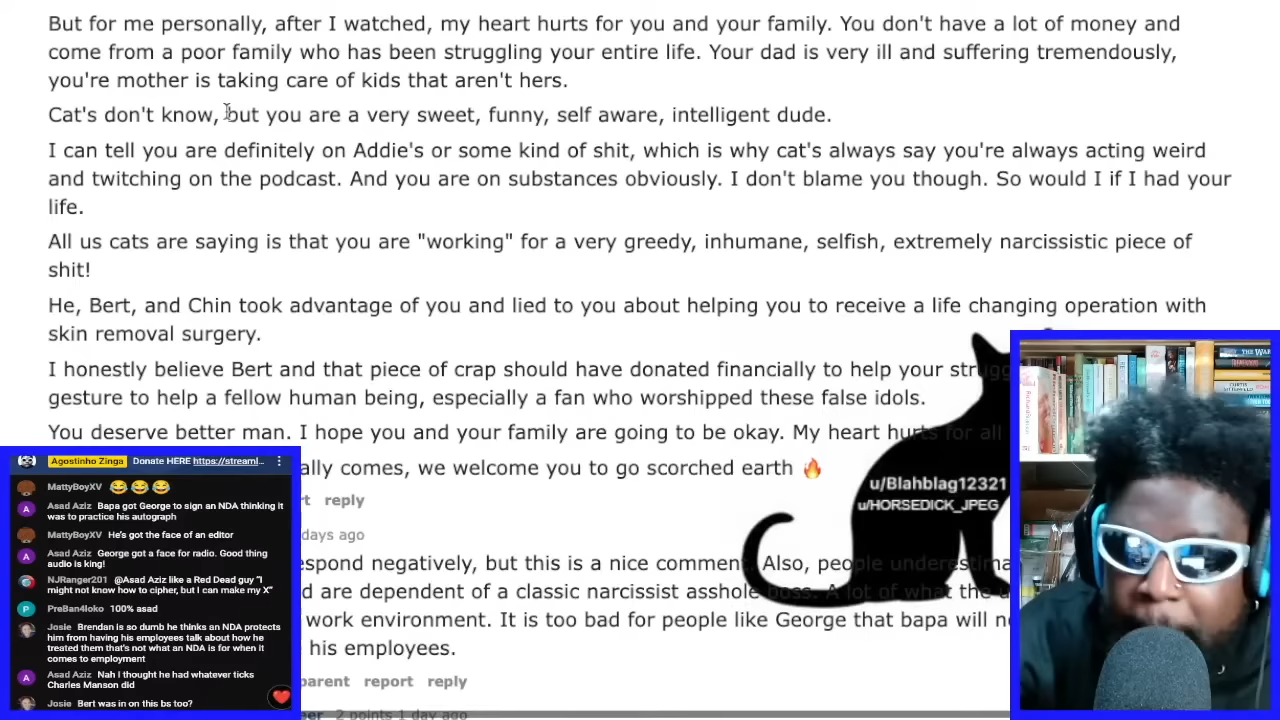 But for me personally, after I watched, my heart hurts for you and your family. You don't have a lot of money and
come from a poor family who has been struggling your entire life. Your dad is very ill and suffering tremendously,
you're mother is taking care of kids that aren't hers.
Cat's don't know, but you are a very sweet, funny, self aware, intelligent dude.
I can tell you are definitely on Addie's or some kind of shit, which is why cat's always say you're always acting weird
and twitching on the podcast. And you are on substances obviously. I don't blame you though. So would I if I had your
life.
All us cats are saying is that you are "working" for a very greedy, inhumane, selfish, extremely narcissistic piece of
shit!
He, Bert, and Chin took advantage of you and lied to you about helping you to receive a life changing operation with
skin removal surgery.
I honestly believe Bert and that piece of crap should have donated financially to help your
gesture to help a fellow human being, especially a fan who worshipped these false idols.
You deserve better man. I hope you and your family are going to be okay. My heart hurts for all
comes, we welcome you to go scorched earth 🔥
reply
days ago
negatively, but this is a nice comment. Also, people
are dependent of a classic narcissist asshole boss. A lot of what the
work environment. It is too bad for people like George that bapa will
his employees.
report reply
2 points 1 day ago
u/Blahblag12321
u/HORSEDICK_JPEG
Agostinho Zinga Donate HERE https://streaml...
MattyBoyXV 😂😂😂
Asad Aziz Bapa got George to sign an NDA thinking it
was to practice his autograph
MattyBoyXV He's got the face of an editor
Asad Aziz George got a face for radio. Good thing
audio is king!
NJRanger201 @Asad Aziz like a Red Dead guy "I
might not know how to cipher, but I can make my X"
PreBan4loko 100% asad
Josie Brendan is so dumb he thinks an NDA protects
him from having his employees talk about how he
treated them that's not what an NDA is for when it
comes to employment
Asad Aziz Nah I thought he had whatever ticks
Charles Manson did
Josie Bert was in on this bs too?